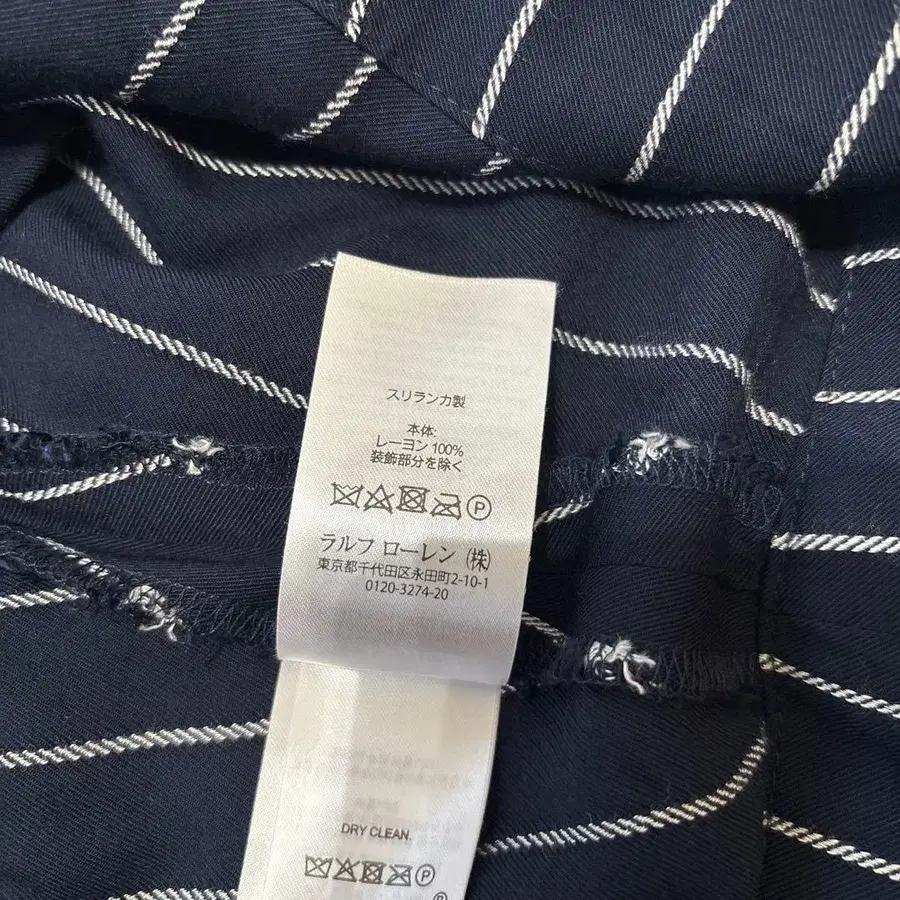 スリランカ製
本体:
レーヨン 100%
装飾部分を除く
P
ラルフ ローレン (株)
東京都千代田区永田町2-10-1
0120-3274-20
DRY CLEAN.
P
P